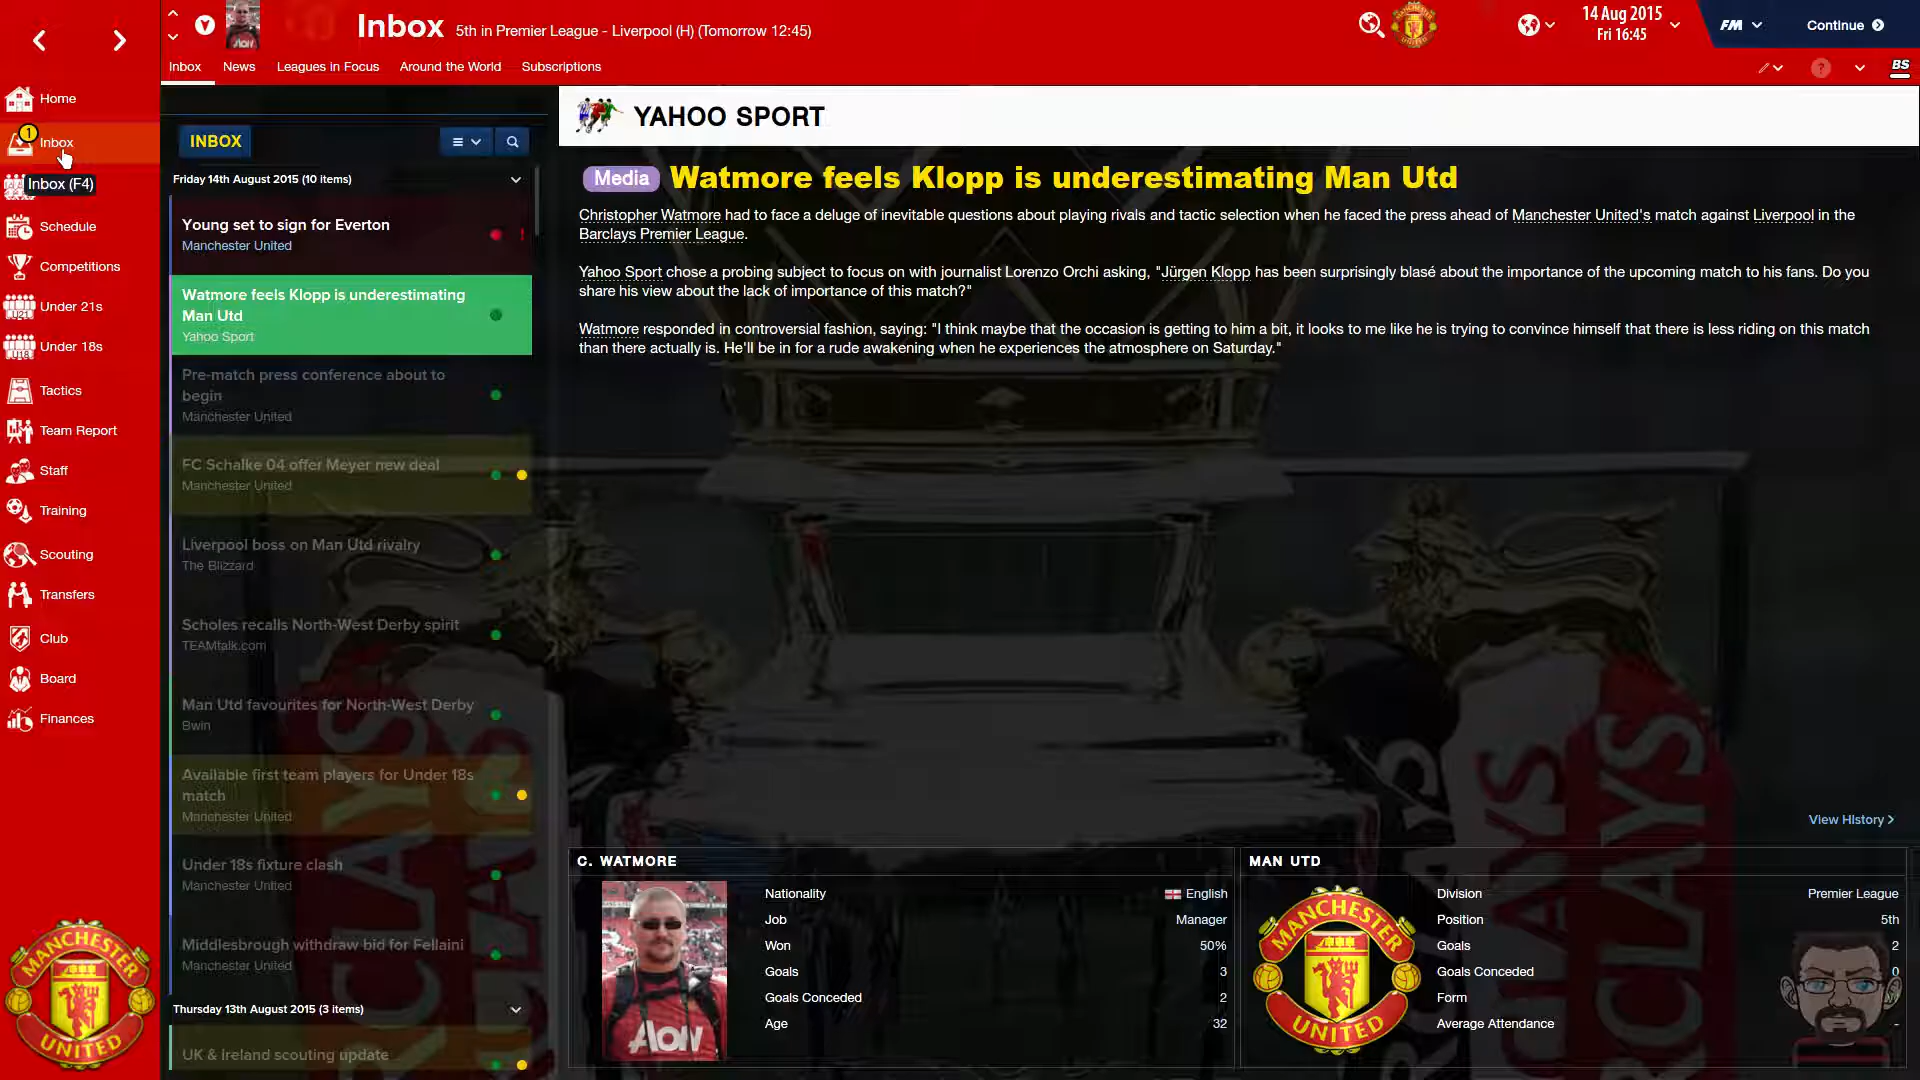 Inbox
5th in Premier League - Liverpool (H) (Tomorrow 12:45)
14 Aug 2015
Fri 16:45
FM
Continue
Inbox
News
Leagues in Focus
Around the World
Subscriptions
?
BS
Home
1
Inbox
Inbox (F4)
Schedule
Competitions
U21
Under 21s
U18
Under 18s
Tactics
Team Report
Staff
Training
Scouting
Transfers
Club
Board
Finances
MANCHESTER
UNITED
INBOX
Friday 14th August 2015 (10 items)
Young set to sign for Everton
Manchester United
Watmore feels Klopp is underestimating
Man Utd
Yahoo Sport
Pre-match press conference about to
begin
Manchester United
FC Schalke 04 offer Meyer new deal
Manchester United
Liverpool boss on Man Utd rivalry
The Blizzard
Scholes recalls North-West Derby spirit
TEAMtalk.com
Man Utd favourites for North-West Derby
Bwin
Available first team players for Under 18s
match
Manchester United
Under 18s fixture clash
Manchester United
Middlesbrough withdraw bid for Fellaini
Manchester United
Thursday 13th August 2015 (3 items)
UK & Ireland scouting update
YAHOO SPORT
Media
Watmore feels Klopp is underestimating Man Utd
Christopher Watmore had to face a deluge of inevitable questions about playing rivals and tactic selection when he faced the press ahead of Manchester United's match against Liverpool in the
Barclays Premier League.
Yahoo Sport chose a probing subject to focus on with journalist Lorenzo Orchi asking, "Jürgen Klopp has been surprisingly blasé about the importance of the upcoming match to his fans. Do you
share his view about the lack of importance of this match?"
Watmore responded in controversial fashion, saying: "I think maybe that the occasion is getting to him a bit, it looks to me like he is trying to convince himself that there is less riding on this match
than there actually is. He'll be in for a rude awakening when he experiences the atmosphere on Saturday."
View History
C. WATMORE
Nationality
English
Job
Manager
Won
50%
Goals
3
Goals Conceded
2
Age
32
AON
MAN UTD
MANCHESTER
UNITED
Division
Premier League
Position
5th
Goals
2
Goals Conceded
0
Form
Average Attendance
-
BARCLAYS
BARCLAYS